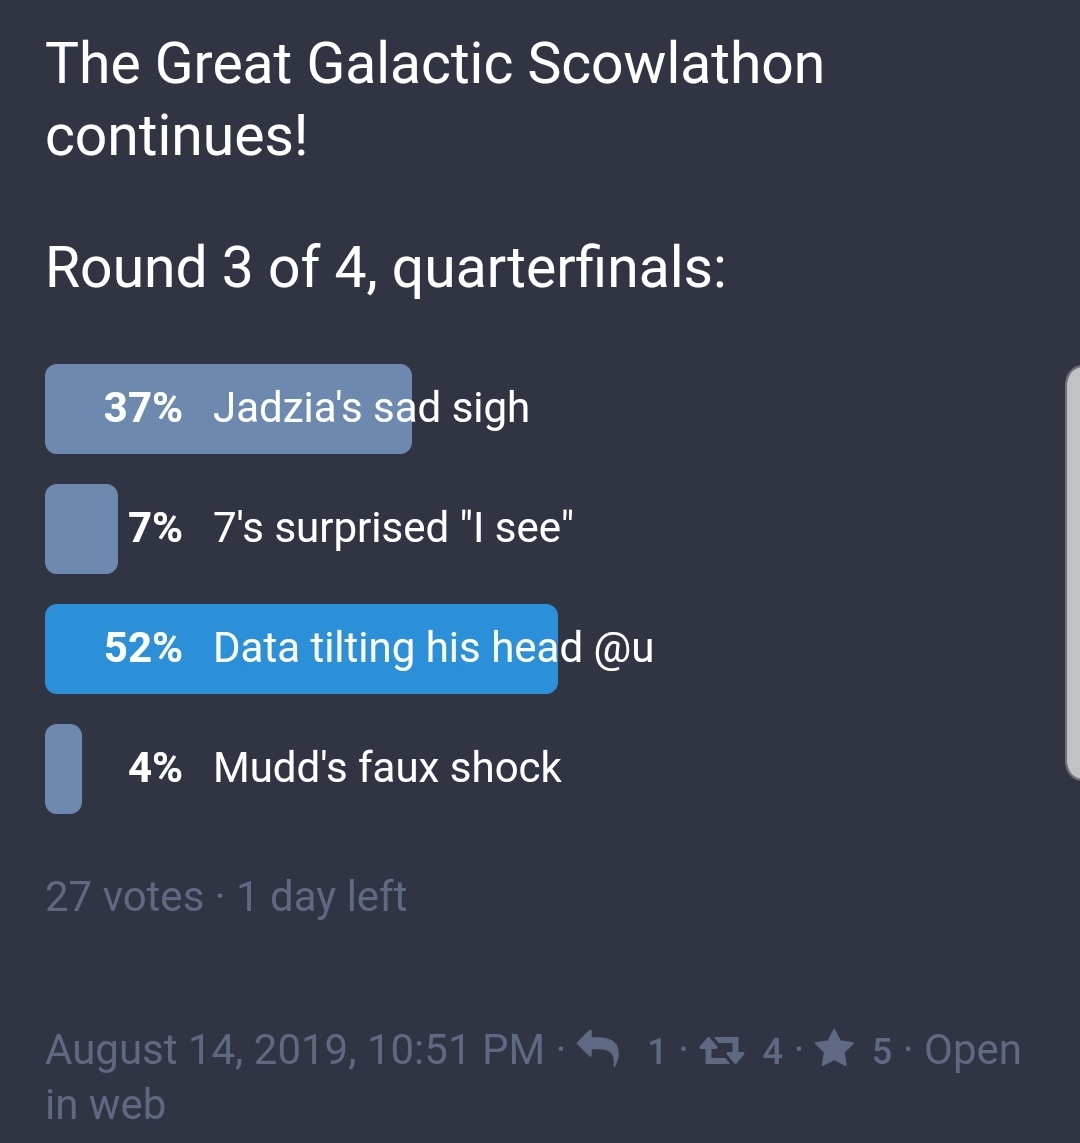 The Great Galactic Scowlathon
continues!
Round 3 of 4, quarterfinals:
37% Jadzia's sad sigh
7% 7's surprised "I see"
52% Data tilting his head @u
4% Mudd's faux shock
27 votes · 1 day left
August 14, 2019, 10:51 PM · 1 · 4 · 5 · Open
in web